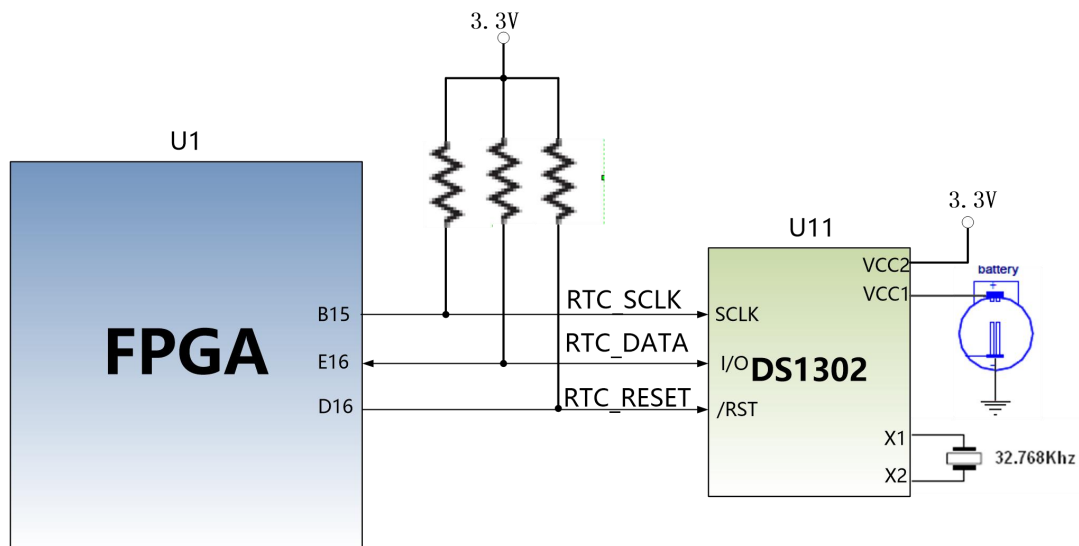 3.3V
U1
U11
3.3V
battery
VCC2
VCC1
+
-
B15
RTC_SCLK
SCLK
FPGA
E16
RTC_DATA
I/O
DS1302
D16
RTC_RESET
/RST
X1
X2
32.768Khz